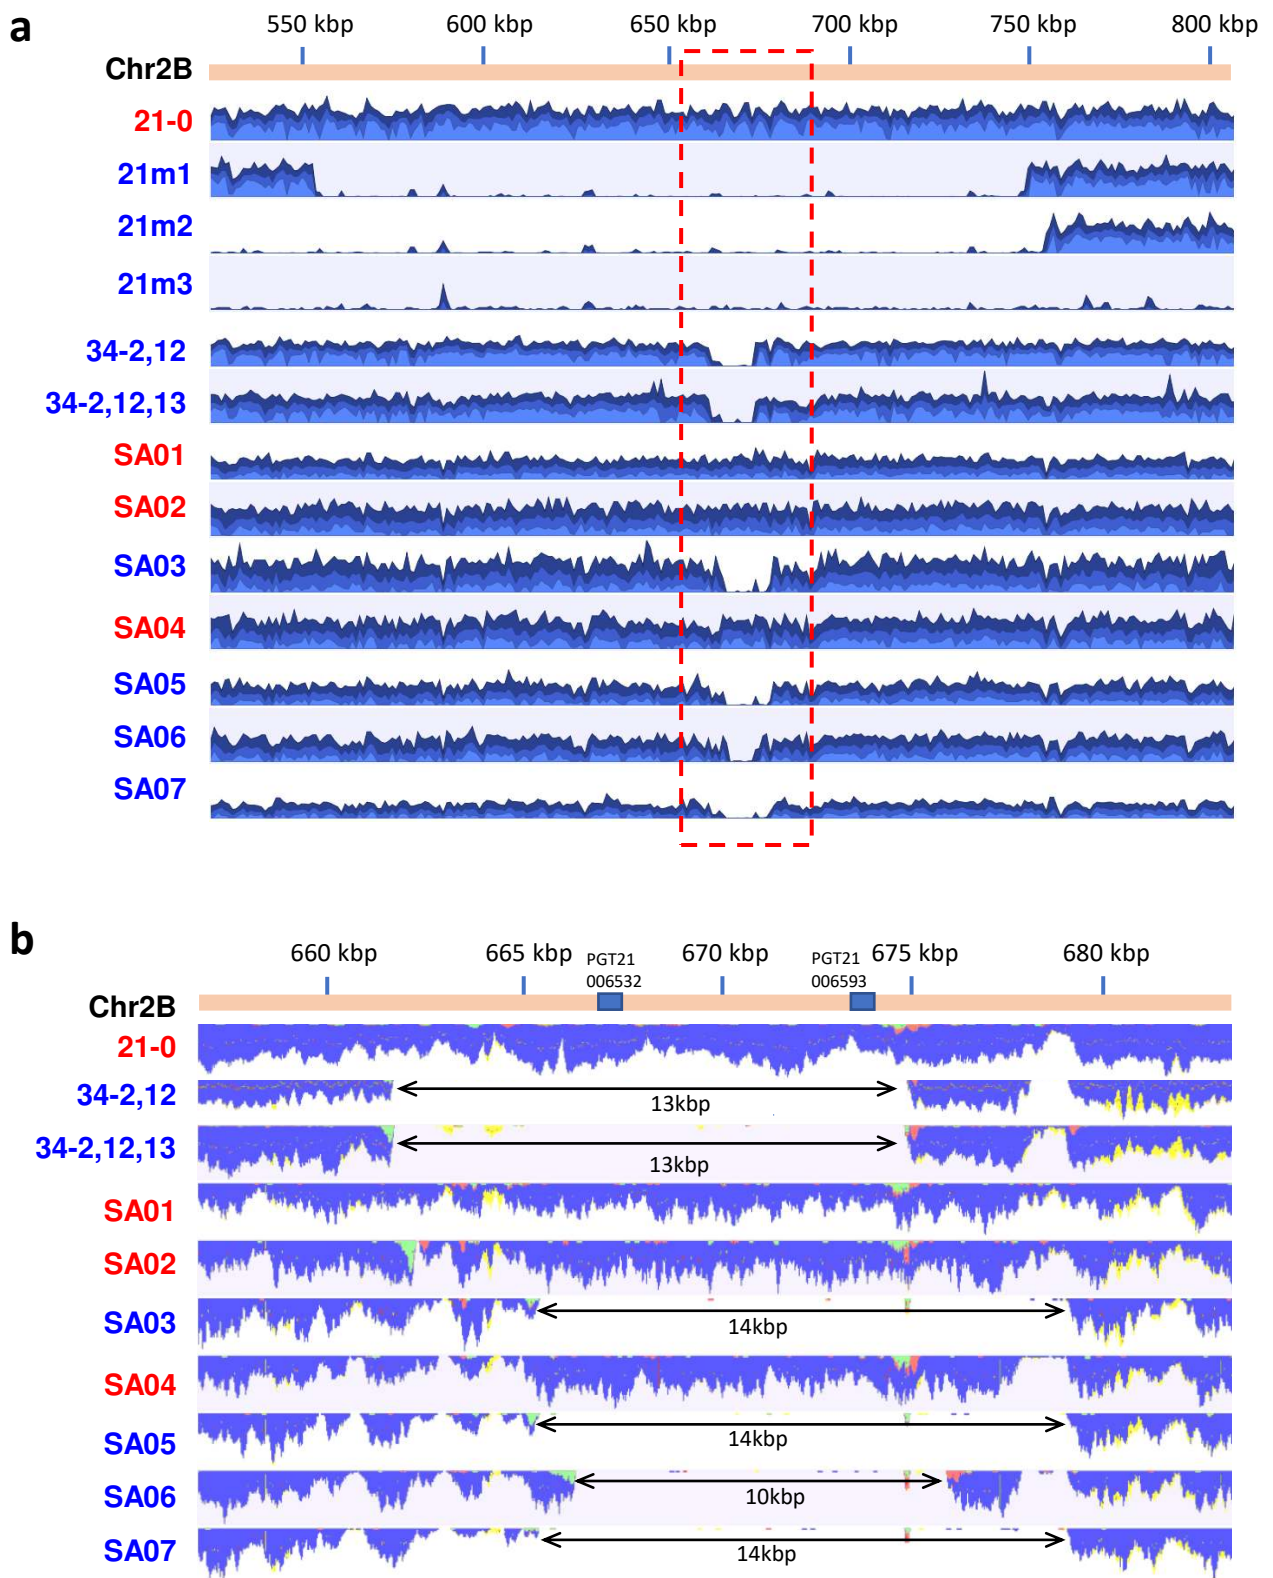 a
550 kbp 600 kbp 650 kbp 700 kbp 750 kbp 800 kbp
Chr2B
21-0
21m1
21m2
21m3
34-2,12
34-2,12,13
SA01
SA02
SA03
SA04
SA05
SA06
SA07
b
660 kbp 665 kbp PGT21 006532 670 kbp PGT21 006593 675 kbp 680 kbp
Chr2B
21-0
34-2,12
13kbp
34-2,12,13
13kbp
SA01
SA02
SA03
14kbp
SA04
SA05
14kbp
SA06
10kbp
SA07
14kbp